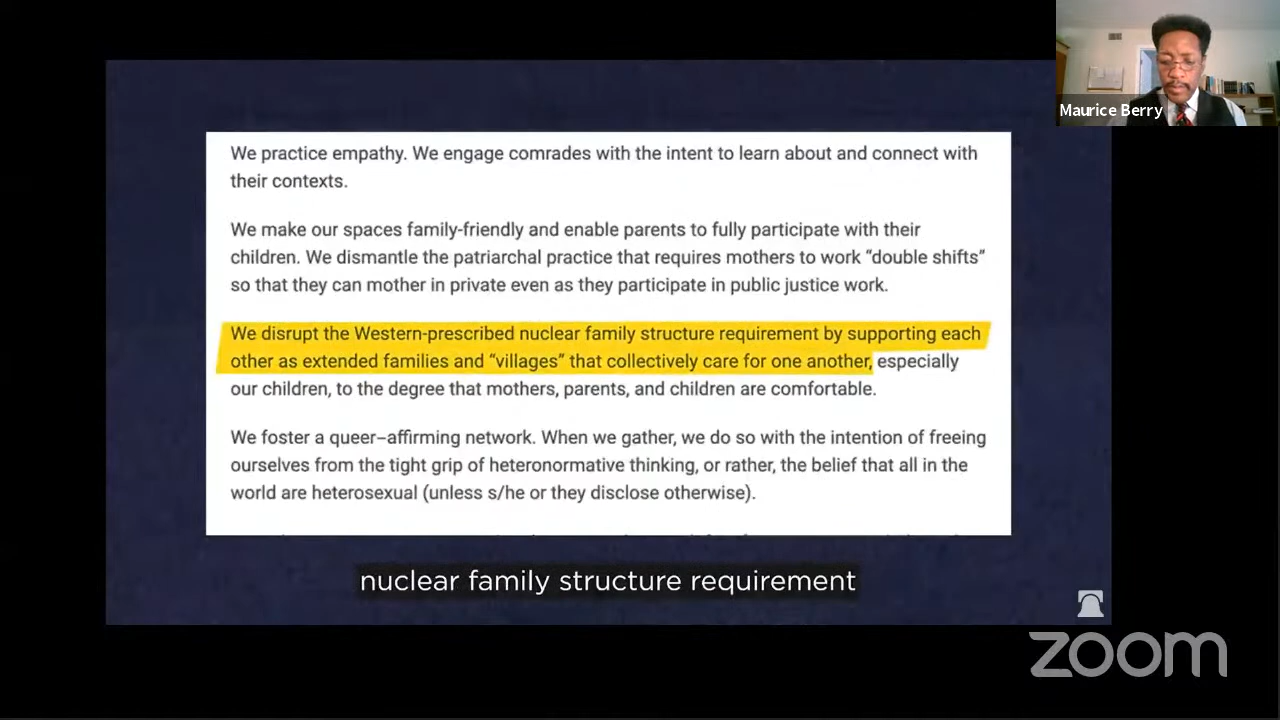 Maurice Berry
We practice empathy. We engage comrades with the intent to learn about and connect with
their contexts.
We make our spaces family-friendly and enable parents to fully participate with their
children. We dismantle the patriarchal practice that requires mothers to work “double shifts”
so that they can mother in private even as they participate in public justice work.
We disrupt the Western-prescribed nuclear family structure requirement by supporting each
other as extended families and “villages” that collectively care for one another, especially
our children, to the degree that mothers, parents, and children are comfortable.
We foster a queer–affirming network. When we gather, we do so with the intention of freeing
ourselves from the tight grip of heteronormative thinking, or rather, the belief that all in the
world are heterosexual (unless s/he or they disclose otherwise).
nuclear family structure requirement
zoom